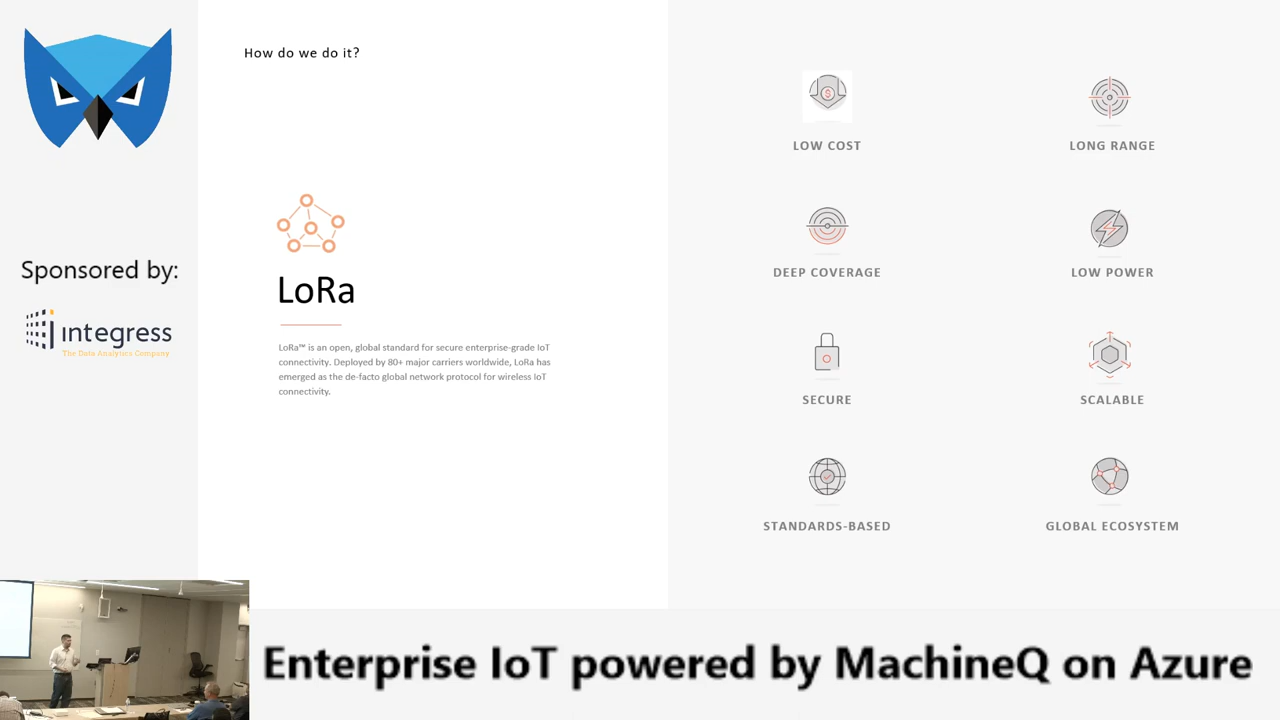 How do we do it?
Sponsored by:
integress
The Data Analytics Company
LoRa
LoRa™ is an open, global standard for secure enterprise-grade IoT
connectivity. Deployed by 80+ major carriers worldwide, LoRa has
emerged as the de-facto global network protocol for wireless IoT
connectivity.
$
LOW COST
LONG RANGE
DEEP COVERAGE
LOW POWER
SECURE
SCALABLE
STANDARDS-BASED
GLOBAL ECOSYSTEM
Enterprise IoT powered by MachineQ on Azure